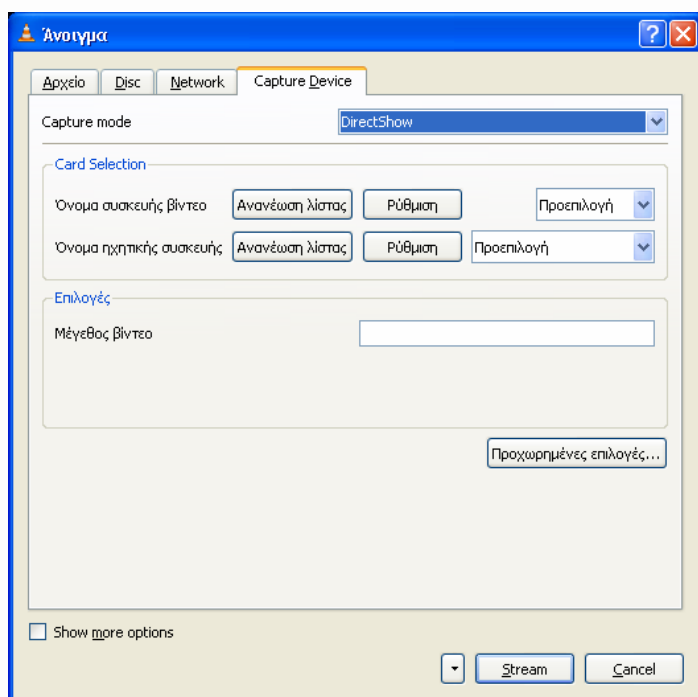 Άνοιγμα
Αρχείο Disc Network Capture Device
Capture mode DirectShow
Card Selection
Όνομα συσκευής βίντεο Ανανέωση λίστας Ρύθμιση Προεπιλογή
Όνομα ηχητικής συσκευής Ανανέωση λίστας Ρύθμιση Προεπιλογή
Επιλογές
Μέγεθος βίντεο
Προχωρημένες επιλογές...
Show more options
Stream Cancel